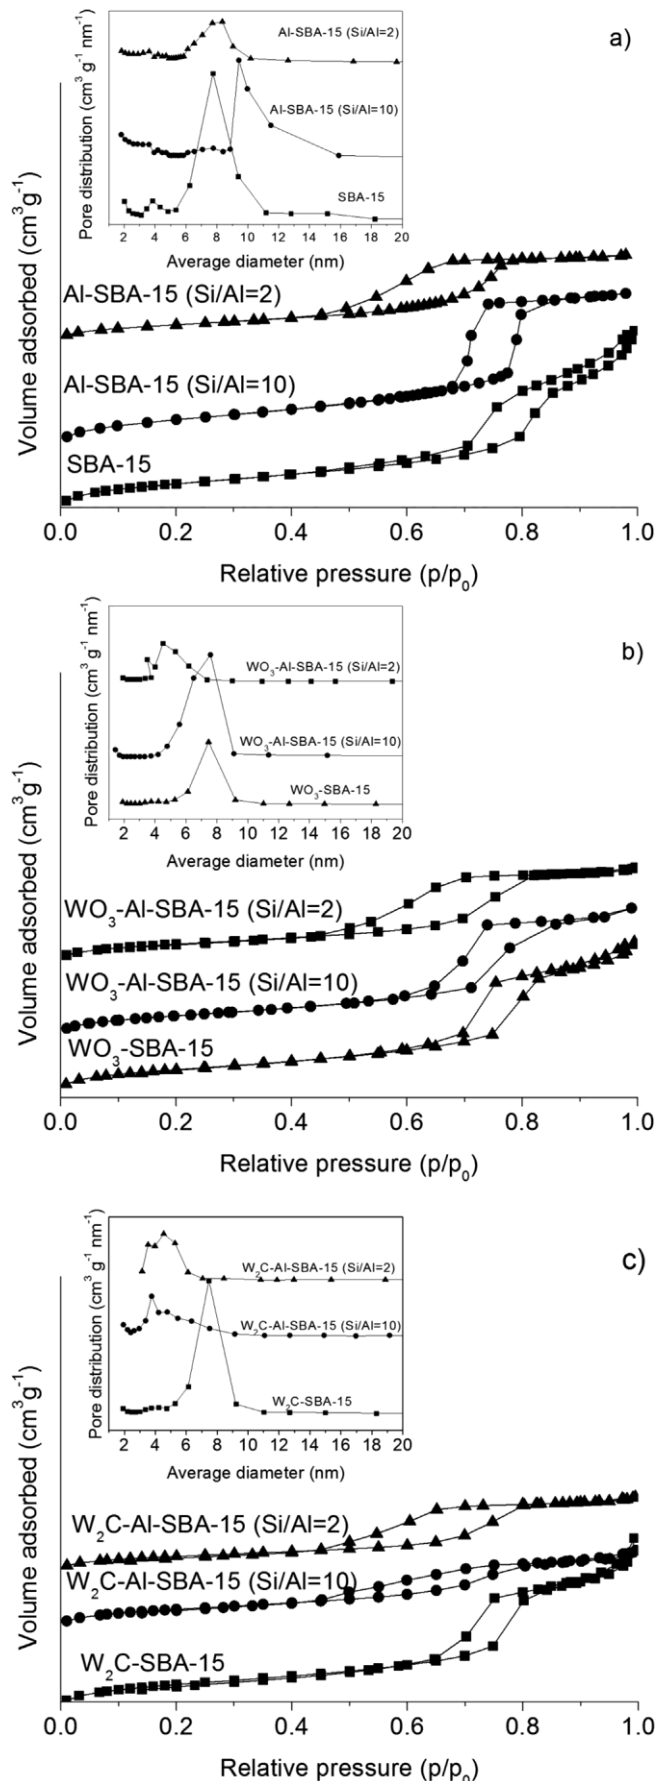 a)
Pore distribution (cm³ g⁻¹ nm⁻¹)
Al-SBA-15 (Si/Al=2)
Al-SBA-15 (Si/Al=10)
SBA-15
2 4 6 8 10 12 14 16 18 20
Average diameter (nm)
Volume adsorbed (cm³g⁻¹)
Al-SBA-15 (Si/Al=2)
Al-SBA-15 (Si/Al=10)
SBA-15
0.0 0.2 0.4 0.6 0.8 1.0
Relative pressure (p/p₀)
b)
Pore distribution (cm³ g⁻¹ nm⁻¹)
WO₃-Al-SBA-15 (Si/Al=2)
WO₃-Al-SBA-15 (Si/Al=10)
WO₃-SBA-15
2 4 6 8 10 12 14 16 18 20
Average diameter (nm)
Volume adsorbed (cm³g⁻¹)
WO₃-Al-SBA-15 (Si/Al=2)
WO₃-Al-SBA-15 (Si/Al=10)
WO₃-SBA-15
0.0 0.2 0.4 0.6 0.8 1.0
Relative pressure (p/p₀)
c)
Pore distribution (cm³ g⁻¹ nm⁻¹)
W₂C-Al-SBA-15 (Si/Al=2)
W₂C-Al-SBA-15 (Si/Al=10)
W₂C-SBA-15
2 4 6 8 10 12 14 16 18 20
Average diameter (nm)
Volume adsorbed (cm³g⁻¹)
W₂C-Al-SBA-15 (Si/Al=2)
W₂C-Al-SBA-15 (Si/Al=10)
W₂C-SBA-15
0.0 0.2 0.4 0.6 0.8 1.0
Relative pressure (p/p₀)